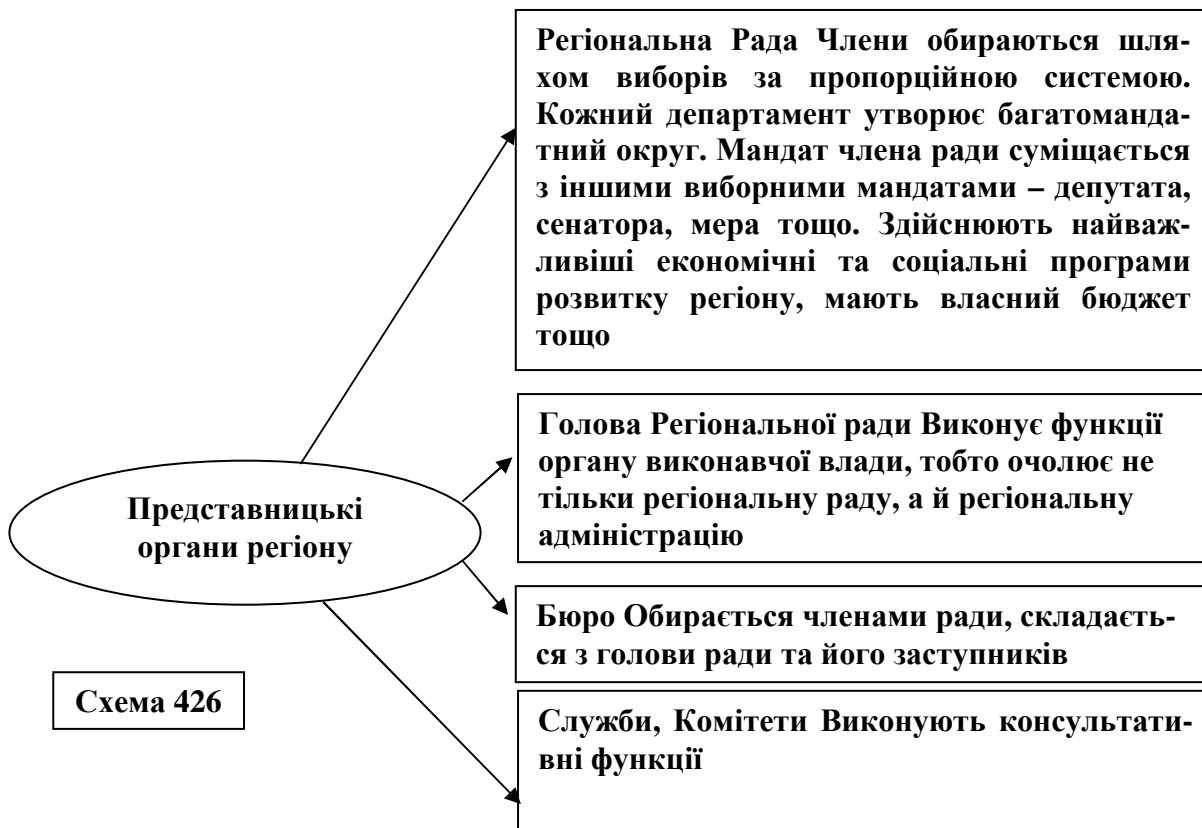 Регіональна Рада Члени обираються шля-
хом виборів за пропорційною системою.
Кожний департамент утворює багатоманда-
тний округ. Мандат члена ради суміщається
з іншими виборними мандатами – депутата,
сенатора, мера тощо. Здійснюють найваж-
ливіші економічні та соціальні програми
розвитку регіону, мають власний бюджет
тощо
Голова Регіональної ради Виконує функції
органу виконавчої влади, тобто очолює не
тільки регіональну раду, а й регіональну
адміністрацію
Представницькі
органи регіону
Бюро Обирається членами ради, складаєть-
ся з голови ради та його заступників
Схема 426
Служби, Комітети Виконують консультати-
вні функції